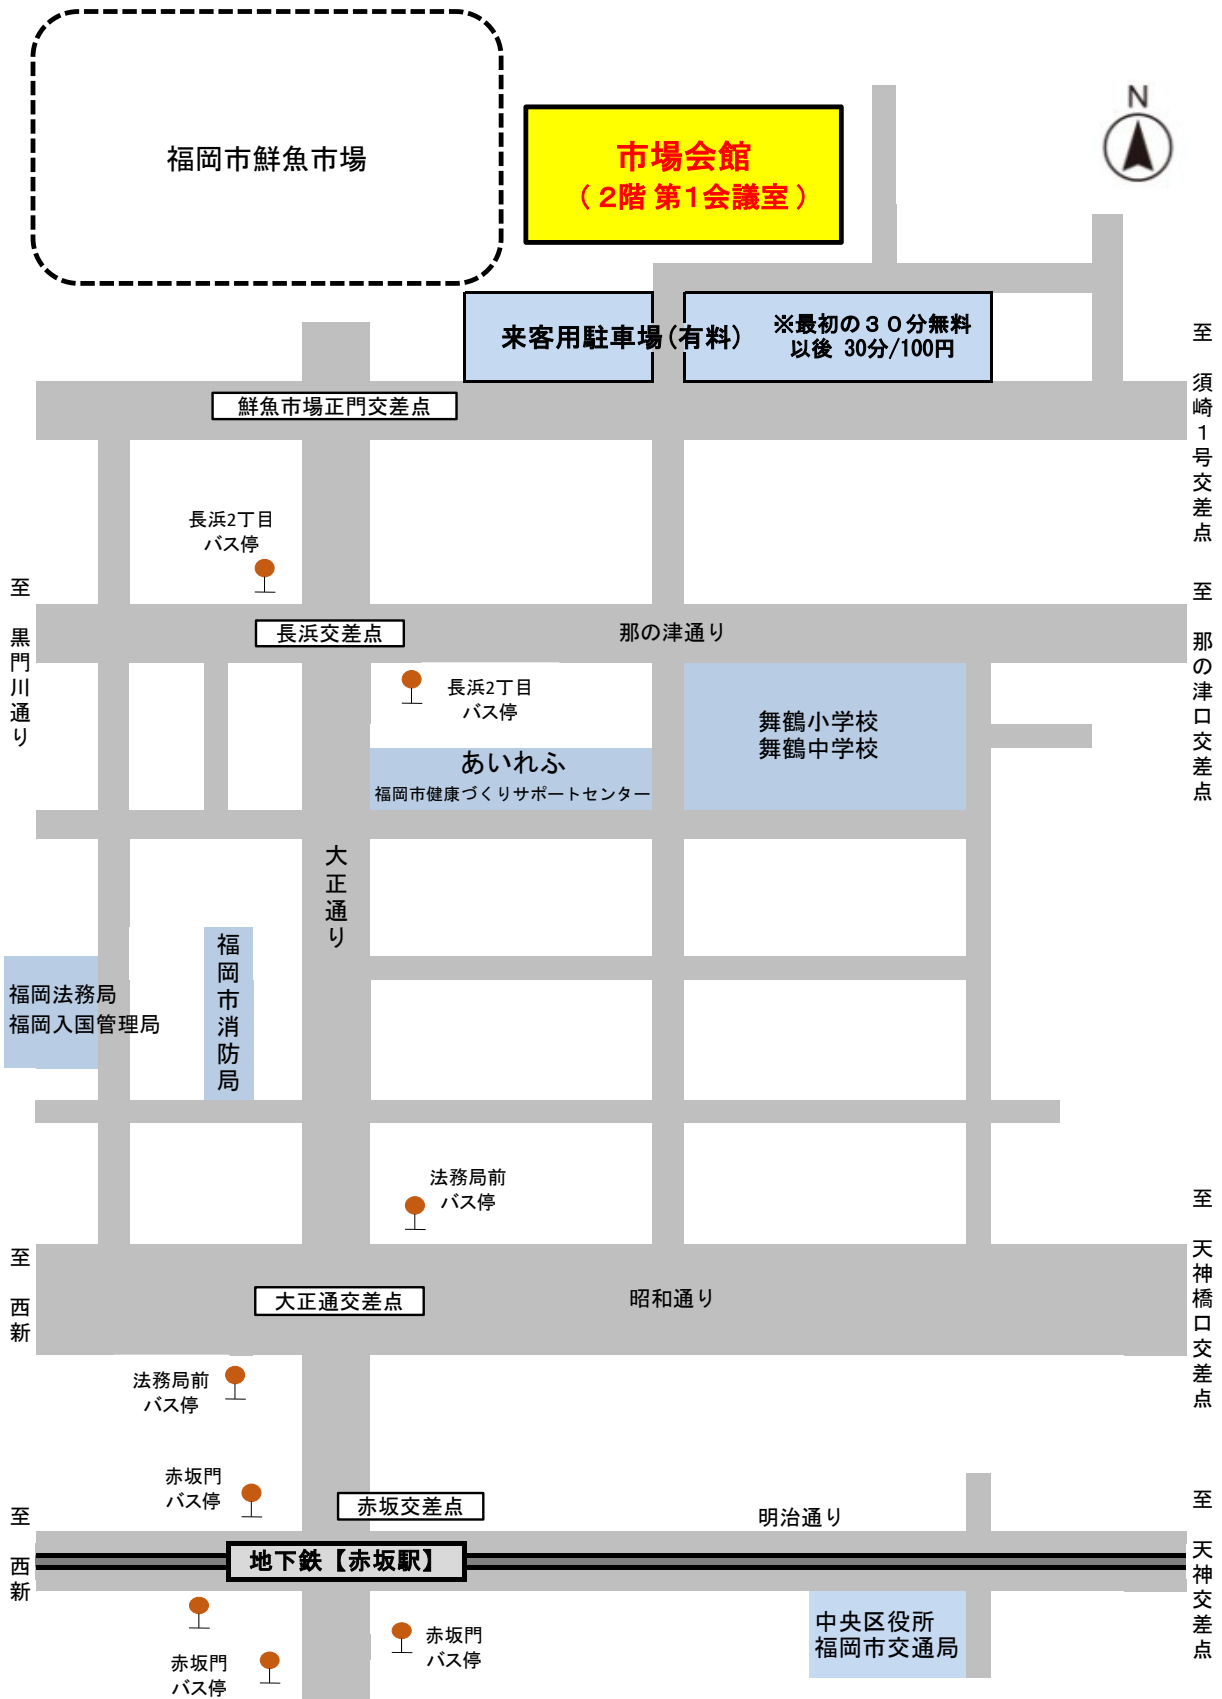 福岡市鮮魚市場
市場会館
（ 2階 第1会議室 ）
N
来客用駐車場(有料)
※最初の３０分無料
以後 30分/100円
至 須崎１号交差点
鮮魚市場正門交差点
長浜2丁目
バス停
至 黒門川通り
長浜交差点
那の津通り
至 那の津口交差点
長浜2丁目
バス停
舞鶴小学校
舞鶴中学校
あいれふ
福岡市健康づくりサポートセンター
大正通り
福岡市消防局
福岡法務局
福岡入国管理局
法務局前
バス停
至 西新
大正通交差点
昭和通り
至 天神橋口交差点
法務局前
バス停
赤坂門
バス停
赤坂交差点
明治通り
至 西新
地下鉄【赤坂駅】
至 天神交差点
赤坂門
バス停
赤坂門
バス停
中央区役所
福岡市交通局